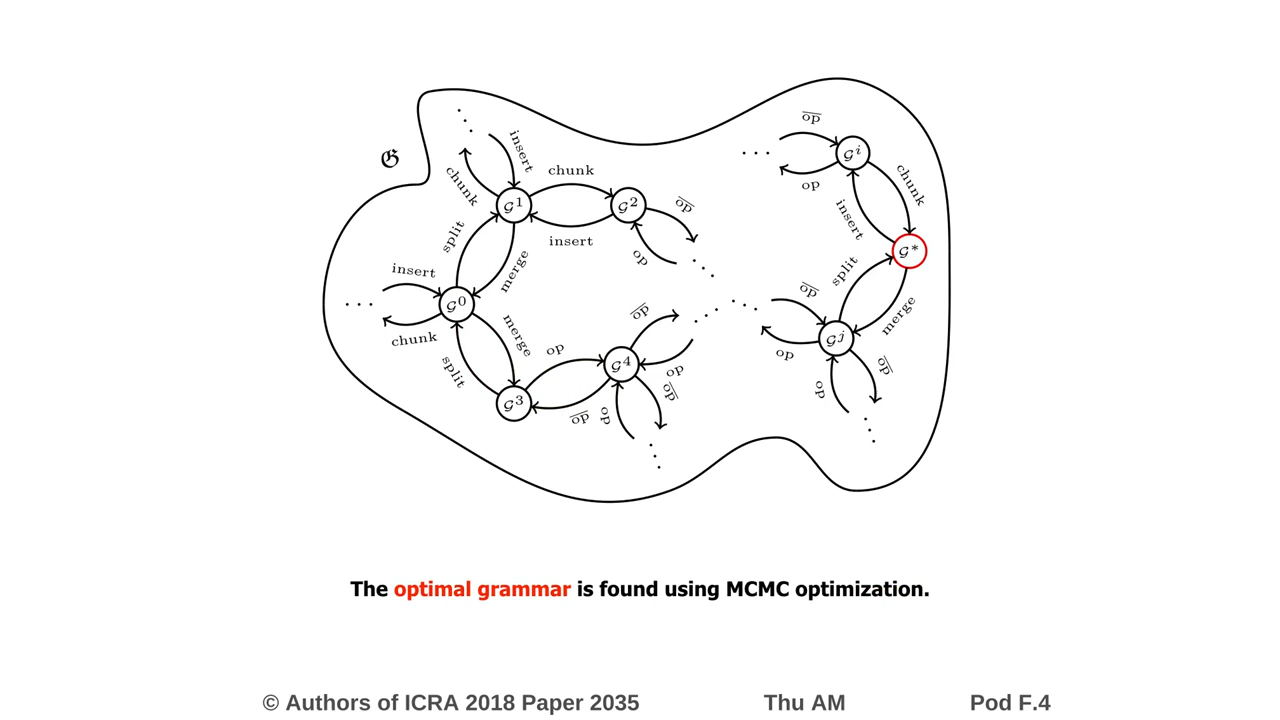 𝔊
. . .
insert
chunk
𝒢¹
chunk
insert
𝒢²
o̅p̅
op
. . .
split
merge
. . .
insert
chunk
𝒢⁰
merge
split
𝒢³
op
o̅p̅
𝒢⁴
o̅p̅
op
. . .
o̅p̅
op
. . .
. . .
o̅p̅
op
𝒢ⁱ
chunk
insert
𝒢*
split
merge
. . .
o̅p̅
op
𝒢ʲ
o̅p̅
op
. . .
The optimal grammar is found using MCMC optimization.
© Authors of ICRA 2018 Paper 2035 Thu AM Pod F.4